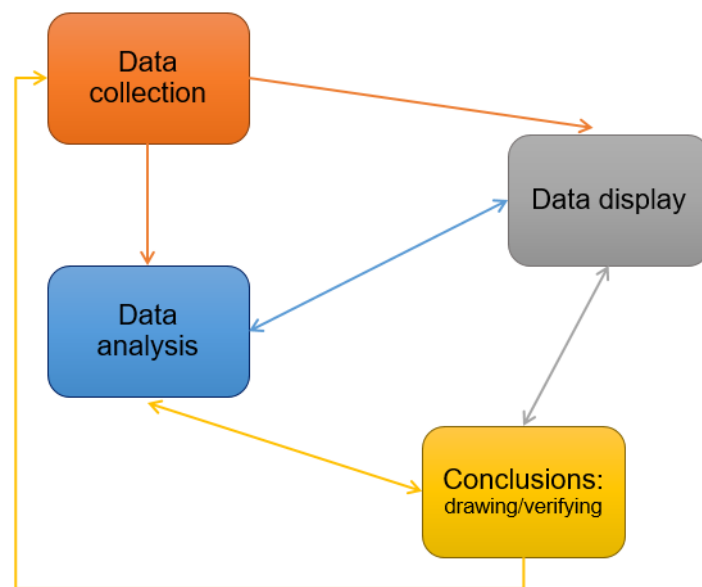 Data
collection
Data display
Data
analysis
Conclusions:
drawing/verifying